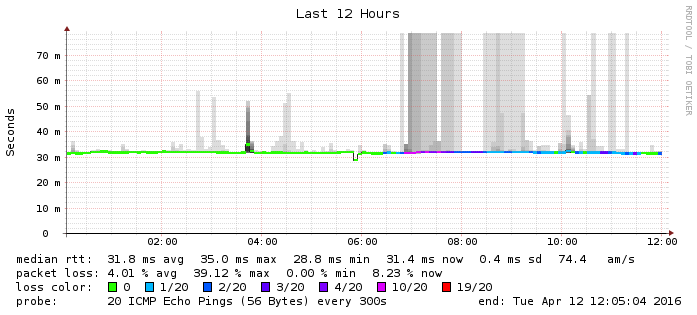 Last 12 Hours
RRDTOOL / TOBI OETIKER
Seconds
70 m
60 m
50 m
40 m
30 m
20 m
10 m
0
02:00 04:00 06:00 08:00 10:00 12:00
median rtt: 31.8 ms avg 35.0 ms max 28.8 ms min 31.4 ms now 0.4 ms sd 74.4 am/s
packet loss: 4.01 % avg 39.12 % max 0.00 % min 8.23 % now
loss color: 0 1/20 2/20 3/20 4/20 10/20 19/20
probe: 20 ICMP Echo Pings (56 Bytes) every 300s end: Tue Apr 12 12:05:04 2016